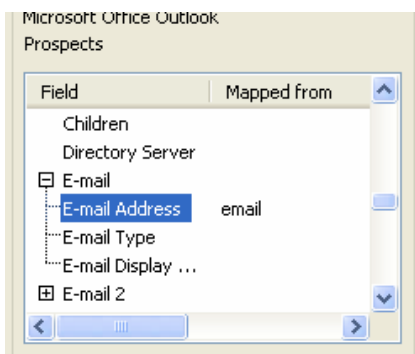 Microsoft Office Outlook
Prospects
Field Mapped from
Children
Directory Server
E-mail
E-mail Address email
E-mail Type
E-mail Display ...
E-mail 2